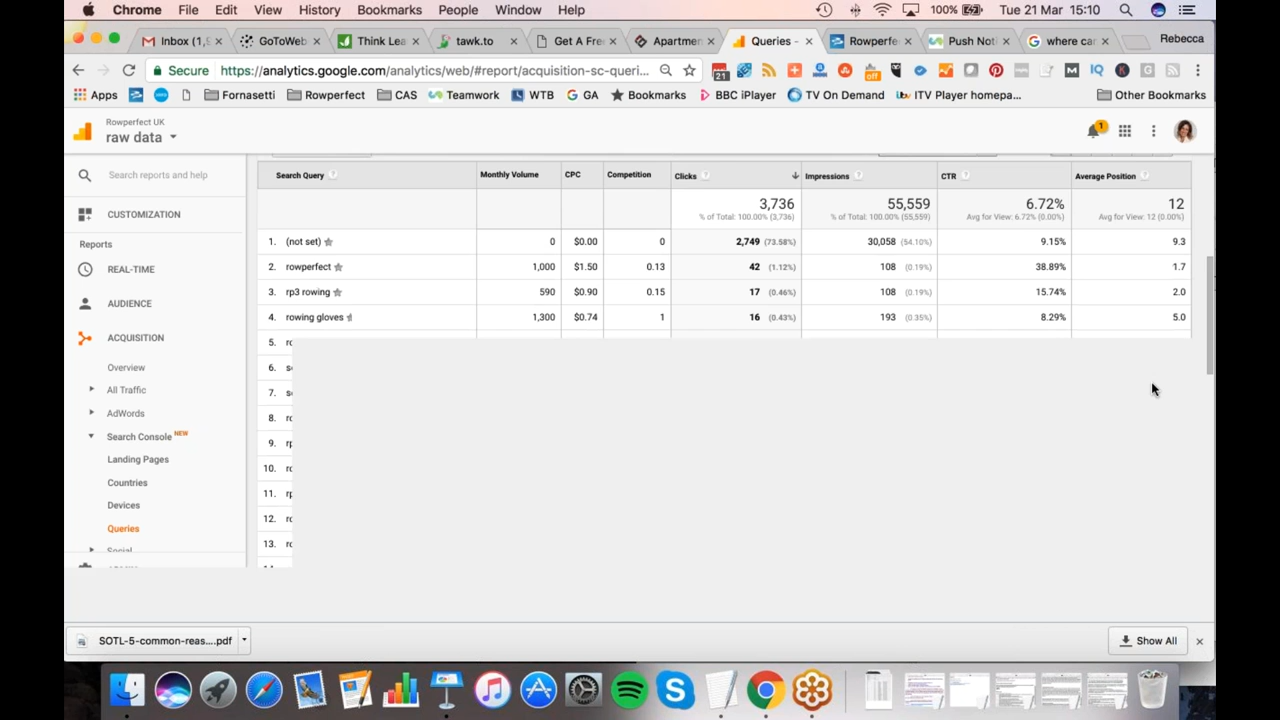 Chrome File Edit View History Bookmarks People Window Help 100% Tue 21 Mar 15:10
Inbox (1,9 GoToWeb Think Lea tawk.to Get A Free Apartmen Queries - Rowperfe Push Noti where car Rebecca
Secure https://analytics.google.com/analytics/web/#report/acquisition-sc-queri... 21 off IQ
Apps Fornasetti Rowperfect CAS Teamwork WTB GA Bookmarks BBC iPlayer TV On Demand ITV Player homepa... Other Bookmarks
Rowperfect UK
raw data 1
Search reports and help
CUSTOMIZATION
Reports
REAL-TIME
AUDIENCE
ACQUISITION
Overview
All Traffic
AdWords
Search Console NEW
Landing Pages
Countries
Devices
Queries
Social
Search Query Monthly Volume CPC Competition Clicks Impressions CTR Average Position
3,736 55,559 6.72% 12
% of Total: 100.00% (3,736) % of Total: 100.00% (55,559) Avg for View: 6.72% (0.00%) Avg for View: 12 (0.00%)
1. (not set) 0 $0.00 0 2,749 (73.58%) 30,058 (54.10%) 9.15% 9.3
2. rowperfect 1,000 $1.50 0.13 42 (1.12%) 108 (0.19%) 38.89% 1.7
3. rp3 rowing 590 $0.90 0.15 17 (0.46%) 108 (0.19%) 15.74% 2.0
4. rowing gloves 1,300 $0.74 1 16 (0.43%) 193 (0.35%) 8.29% 5.0
5.
6.
7.
8.
9.
10.
11.
12.
13.
SOTL-5-common-reas....pdf Show All